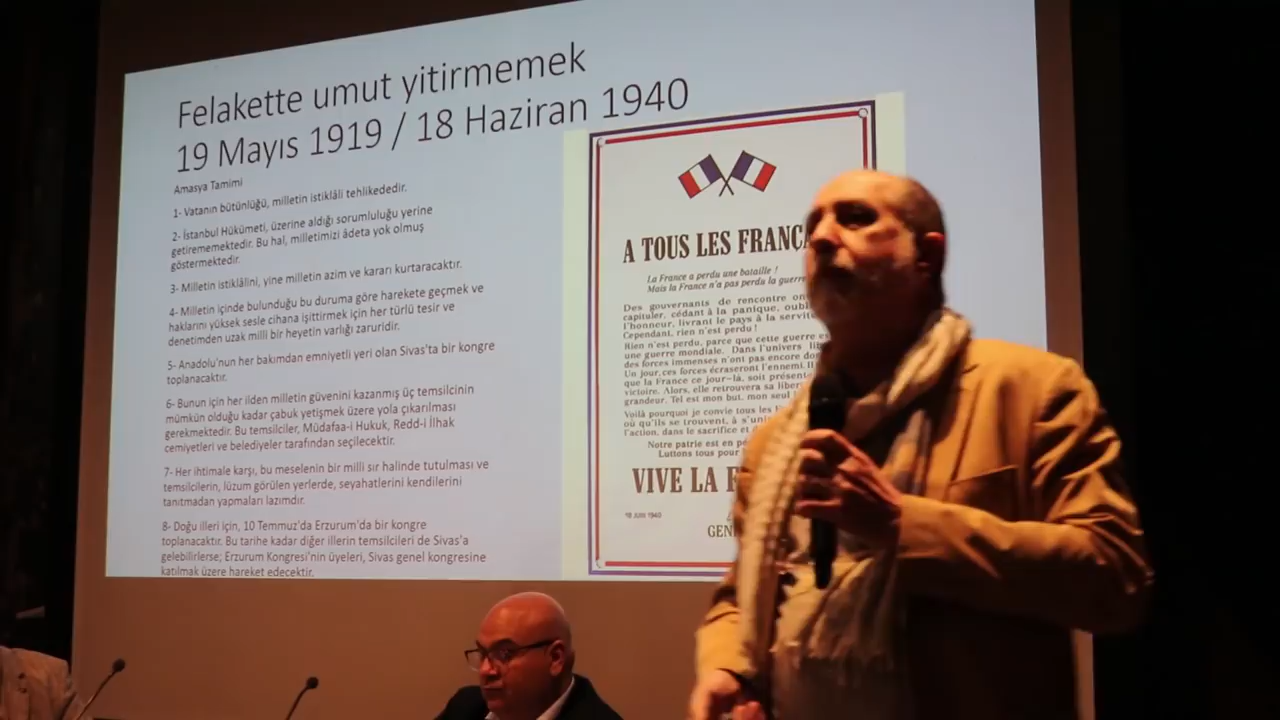 Felakette umut yitirmemek
19 Mayıs 1919 / 18 Haziran 1940
Amasya Tamimi
1- Vatanın bütünlüğü, milletin istiklâli tehlikededir.
2- İstanbul Hükümeti, üzerine aldığı sorumluluğu yerine
getirememektedir. Bu hal, milletimizi âdeta yok olmuş
göstermektedir.
3- Milletin istiklâlini, yine milletin azim ve kararı kurtaracaktır.
4- Milletin içinde bulunduğu bu duruma göre harekete geçmek ve
haklarını yüksek sesle cihana işittirmek için her türlü tesir ve
denetimden uzak milli bir heyetin varlığı zaruridir.
5- Anadolu'nun her bakımdan emniyetli yeri olan Sivas'ta bir kongre
toplanacaktır.
6- Bunun için her ilden milletin güvenini kazanmış üç temsilcinin
mümkün olduğu kadar çabuk yetişmek üzere yola çıkarılması
gerekmektedir. Bu temsilciler, Müdafaa-i Hukuk, Redd-i İlhak
cemiyetleri ve belediyeler tarafından seçilecektir.
7- Her ihtimale karşı, bu meselenin bir milli sır halinde tutulması ve
temsilcilerin, lüzum görülen yerlerde, seyahatlerini kendilerini
tanıtmadan yapmaları lazımdır.
8- Doğu illeri için, 10 Temmuz'da Erzurum'da bir kongre
toplanacaktır. Bu tarihe kadar diğer illerin temsilcileri de Sivas'a
gelebilirlerse; Erzurum Kongresi'nin üyeleri, Sivas genel kongresine
katılmak üzere hareket edecektir.
A TOUS LES FRANÇA
La France a perdu une bataille !
Mais la France n'a pas perdu la guerre
Des gouvernants de rencontre on
capituler, cédant à la panique, oubl
l'honneur, livrant le pays à la servit
Cependant, rien n'est perdu !
Rien n'est perdu, parce que cette guerre e
une guerre mondiale. Dans l'univers lib
des forces immenses n'ont pas encore do
Un jour, ces forces écraseront l'ennemi. Il
que la France ce jour-là, soit présent
victoire. Alors, elle retrouvera sa liber
grandeur. Tel est mon but, mon seul
Voilà pourquoi je convie tous les
où qu'ils se trouvent, à s'uni
l'action, dans le sacrifice et
Notre patrie est en pé
Luttons tous pour
VIVE LA F
18 JUIN 1940
GEN